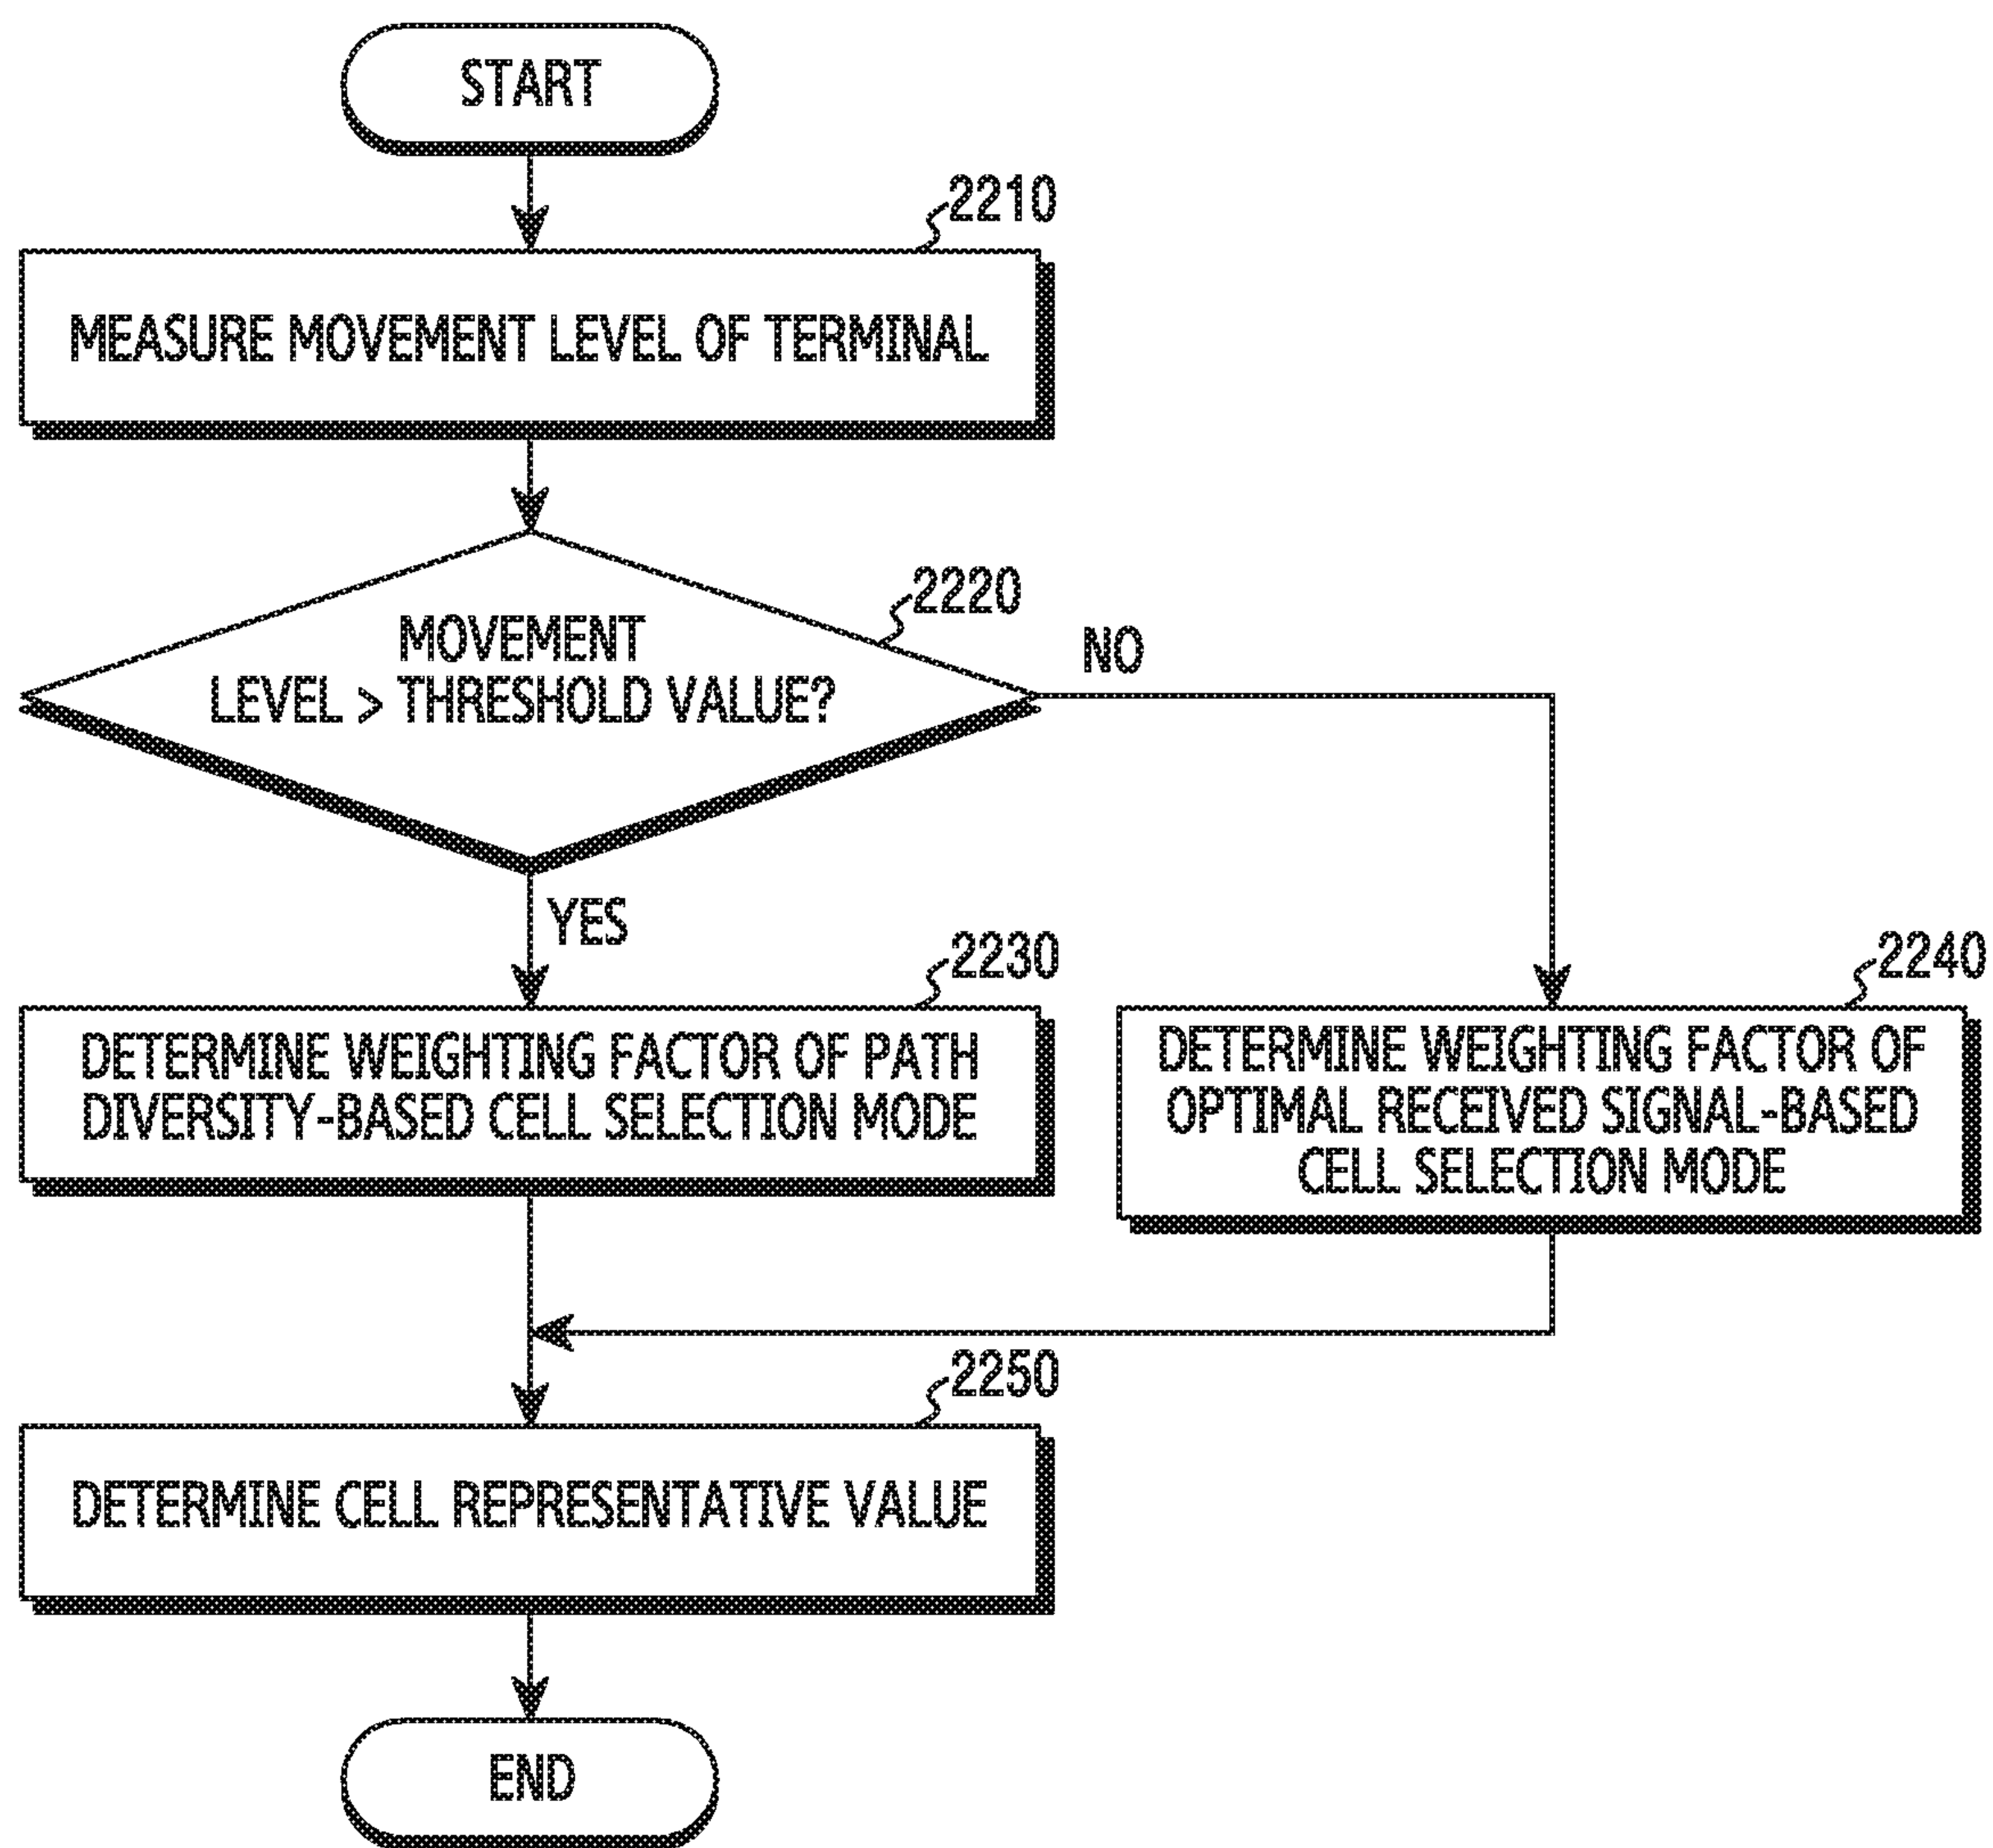 START
2210
MEASURE MOVEMENT LEVEL OF TERMINAL
2220
MOVEMENT
LEVEL > THRESHOLD VALUE?
NO
YES
2230
DETERMINE WEIGHTING FACTOR OF PATH
DIVERSITY-BASED CELL SELECTION MODE
2240
DETERMINE WEIGHTING FACTOR OF
OPTIMAL RECEIVED SIGNAL-BASED
CELL SELECTION MODE
2250
DETERMINE CELL REPRESENTATIVE VALUE
END